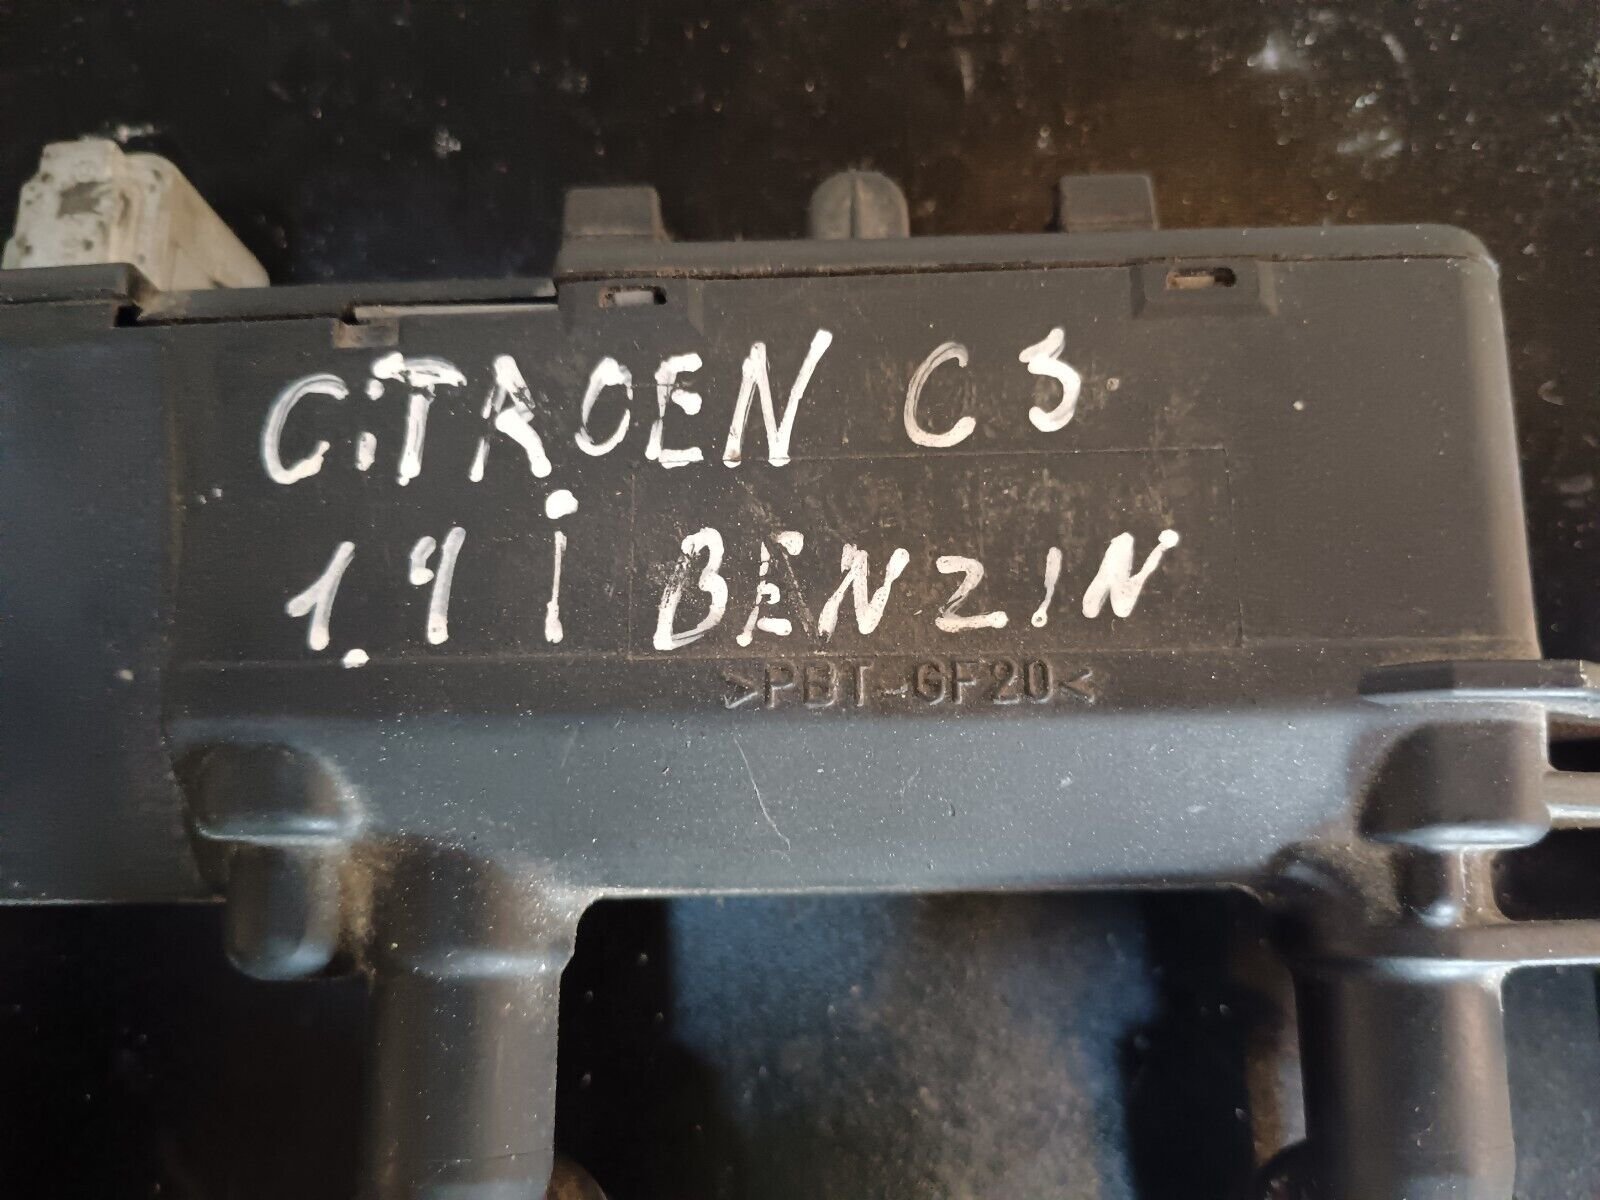 CiTROEN C3
1.4 i BENZIN
>PBT-GF20<